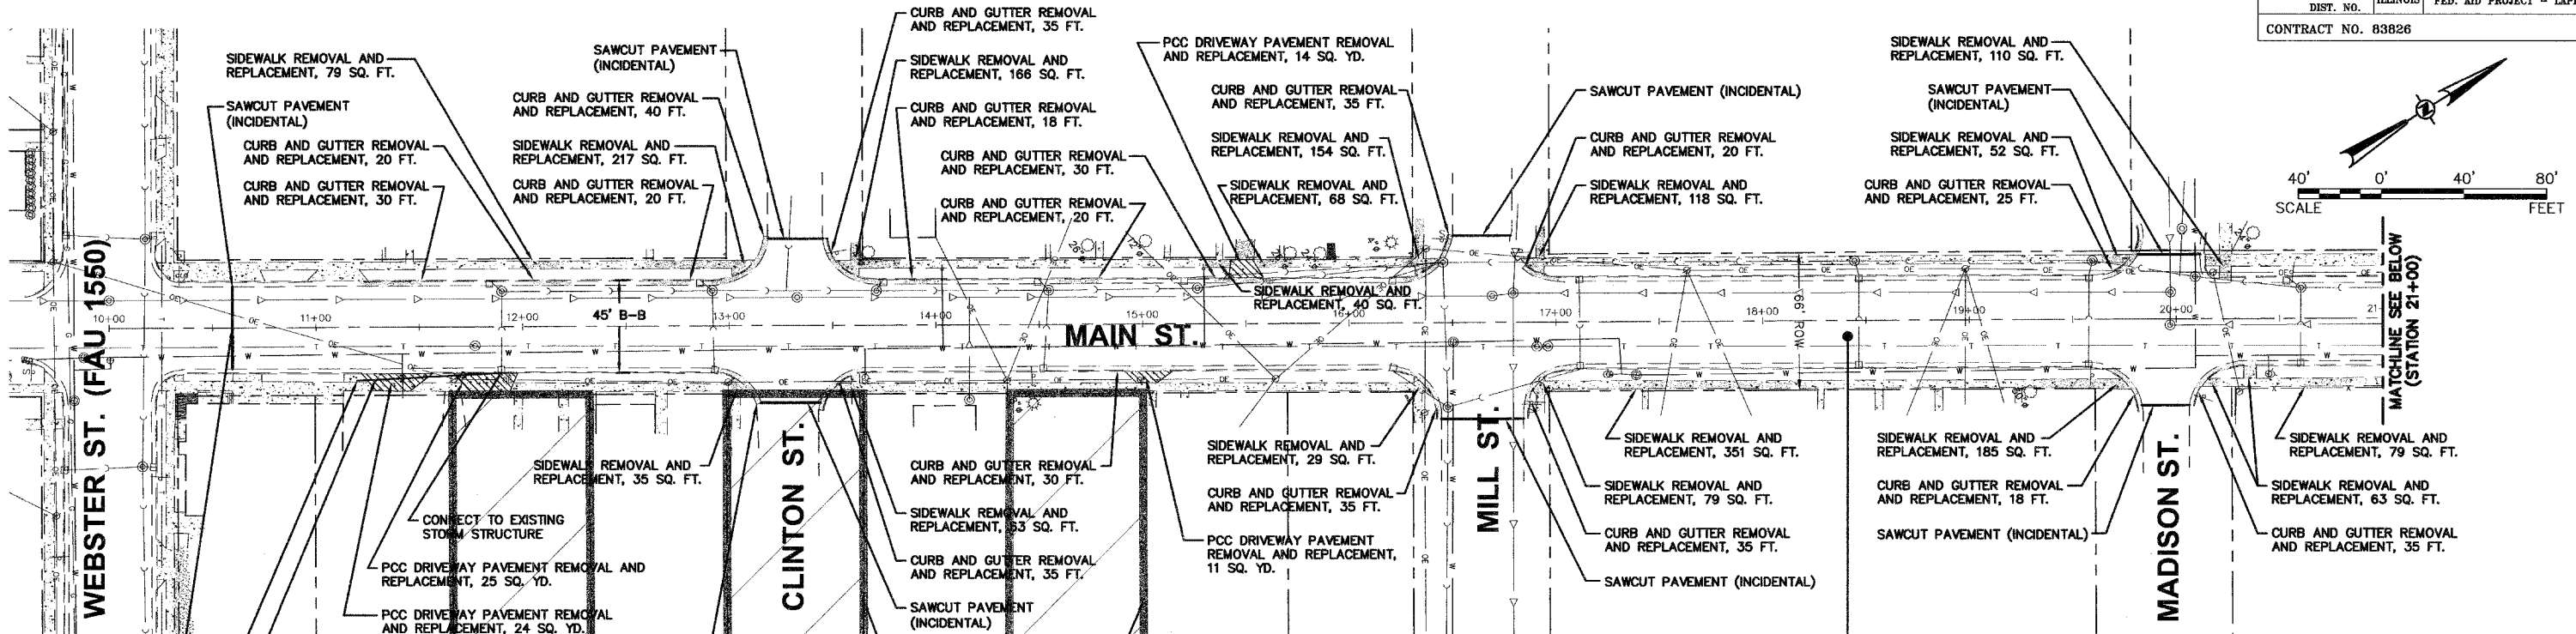 DIST. NO.
ILLINOIS
FED. AID PROJECT
CONTRACT NO. 83826
SIDEWALK REMOVAL AND
REPLACEMENT, 79 SQ. FT.
SAWCUT PAVEMENT
(INCIDENTAL)
CURB AND GUTTER REMOVAL
AND REPLACEMENT, 20 FT.
CURB AND GUTTER REMOVAL
AND REPLACEMENT, 30 FT.
SAWCUT PAVEMENT
(INCIDENTAL)
CURB AND GUTTER REMOVAL
AND REPLACEMENT, 40 FT.
SIDEWALK REMOVAL AND
REPLACEMENT, 217 SQ. FT.
CURB AND GUTTER REMOVAL
AND REPLACEMENT, 20 FT.
CURB AND GUTTER REMOVAL
AND REPLACEMENT, 35 FT.
SIDEWALK REMOVAL AND
REPLACEMENT, 166 SQ. FT.
CURB AND GUTTER REMOVAL
AND REPLACEMENT, 18 FT.
CURB AND GUTTER REMOVAL
AND REPLACEMENT, 30 FT.
CURB AND GUTTER REMOVAL
AND REPLACEMENT, 20 FT.
PCC DRIVEWAY PAVEMENT REMOVAL
AND REPLACEMENT, 14 SQ. YD.
CURB AND GUTTER REMOVAL
AND REPLACEMENT, 35 FT.
SIDEWALK REMOVAL AND
REPLACEMENT, 154 SQ. FT.
SIDEWALK REMOVAL AND
REPLACEMENT, 68 SQ. FT.
SIDEWALK REMOVAL AND
REPLACEMENT, 40 SQ. FT.
SAWCUT PAVEMENT (INCIDENTAL)
CURB AND GUTTER REMOVAL
AND REPLACEMENT, 20 FT.
SIDEWALK REMOVAL AND
REPLACEMENT, 118 SQ. FT.
SIDEWALK REMOVAL AND
REPLACEMENT, 110 SQ. FT.
SAWCUT PAVEMENT
(INCIDENTAL)
SIDEWALK REMOVAL AND
REPLACEMENT, 52 SQ. FT.
CURB AND GUTTER REMOVAL
AND REPLACEMENT, 25 FT.
40' 0' 40' 80'
SCALE FEET
10+00 11+00 12+00 13+00 14+00 15+00 16+00 17+00 18+00 19+00 20+00 21
45' B-B
66' ROW
MAIN ST.
WEBSTER ST. (FAU 1550)
CLINTON ST.
MILL ST.
MADISON ST.
MATCHLINE SEE BELOW
(STATION 21+00)
CONNECT TO EXISTING
STORM STRUCTURE
PCC DRIVEWAY PAVEMENT REMOVAL AND
REPLACEMENT, 25 SQ. YD.
PCC DRIVEWAY PAVEMENT REMOVAL
AND REPLACEMENT, 24 SQ. YD.
SIDEWALK REMOVAL AND
REPLACEMENT, 35 SQ. FT.
CURB AND GUTTER REMOVAL
AND REPLACEMENT, 30 FT.
SIDEWALK REMOVAL AND
REPLACEMENT, 63 SQ. FT.
CURB AND GUTTER REMOVAL
AND REPLACEMENT, 35 FT.
SAWCUT PAVEMENT
(INCIDENTAL)
SIDEWALK REMOVAL AND
REPLACEMENT, 29 SQ. FT.
CURB AND GUTTER REMOVAL
AND REPLACEMENT, 35 FT.
PCC DRIVEWAY PAVEMENT
REMOVAL AND REPLACEMENT,
11 SQ. YD.
SIDEWALK REMOVAL AND
REPLACEMENT, 351 SQ. FT.
SIDEWALK REMOVAL AND
REPLACEMENT, 79 SQ. FT.
CURB AND GUTTER REMOVAL
AND REPLACEMENT, 35 FT.
SAWCUT PAVEMENT (INCIDENTAL)
SIDEWALK REMOVAL AND
REPLACEMENT, 185 SQ. FT.
CURB AND GUTTER REMOVAL
AND REPLACEMENT, 18 FT.
SAWCUT PAVEMENT (INCIDENTAL)
SIDEWALK REMOVAL AND
REPLACEMENT, 79 SQ. FT.
SIDEWALK REMOVAL AND
REPLACEMENT, 63 SQ. FT.
CURB AND GUTTER REMOVAL
AND REPLACEMENT, 35 FT.